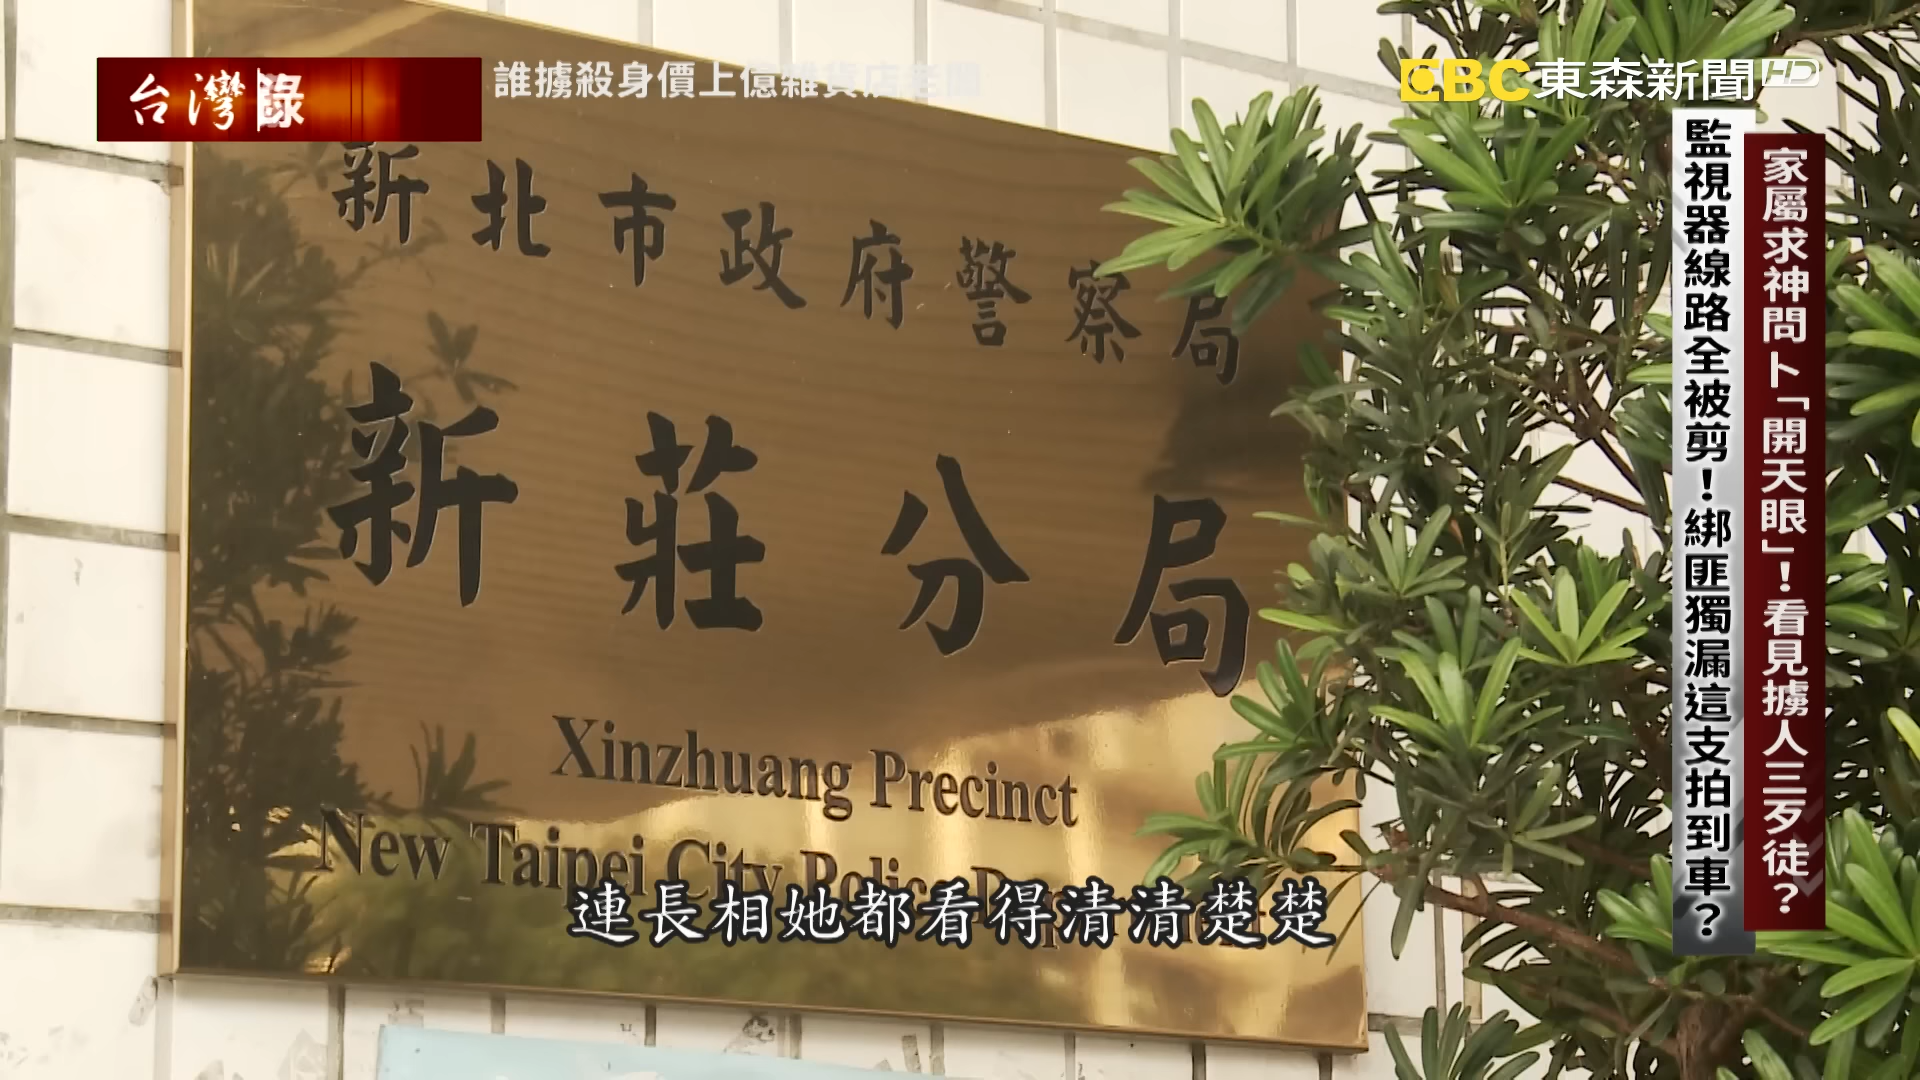 台灣錄
誰擄殺身價上億雜貨店老闆
EBC東森新聞HD
家屬求神問卜「開天眼」！看見擄人三歹徒？
監視器線路全被剪！綁匪獨漏這支拍到車？
新北市政府警察局
新莊分局
Xinzhuang Precinct
New Taipei City Police Department
連長相她都看得清清楚楚